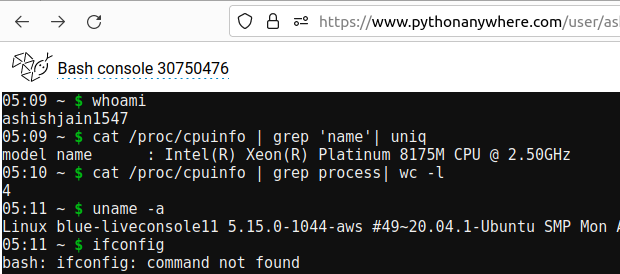 https://www.pythonanywhere.com/user/as
Bash console 30750476
05:09 ~ $ whoami
ashishjain1547
05:09 ~ $ cat /proc/cpuinfo | grep 'name'| uniq
model name      : Intel(R) Xeon(R) Platinum 8175M CPU @ 2.50GHz
05:10 ~ $ cat /proc/cpuinfo | grep process| wc -l
4
05:11 ~ $ uname -a
Linux blue-liveconsole11 5.15.0-1044-aws #49~20.04.1-Ubuntu SMP Mon A
05:11 ~ $ ifconfig
bash: ifconfig: command not found